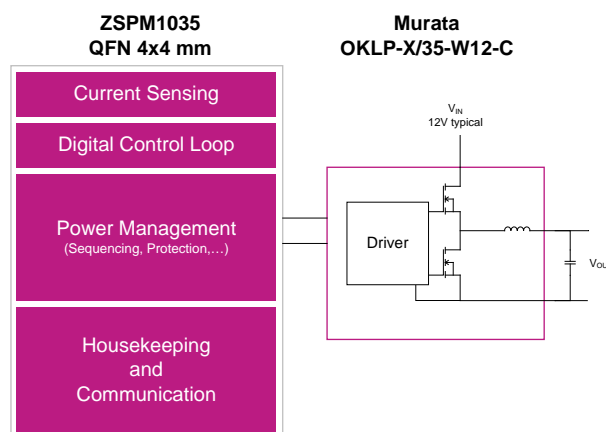 ZSPM1035
QFN 4x4 mm
Murata
OKLP-X/35-W12-C
Current Sensing
Digital Control Loop
Power Management
(Sequencing, Protection,…)
Housekeeping
and
Communication
VIN
12V typical
Driver
VOU